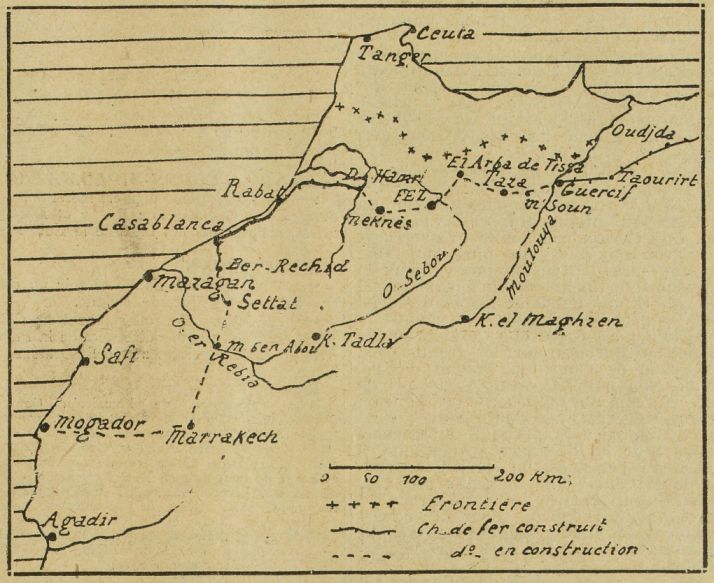 Ceuta
Tanger
Oudjda
El Arba de Tissa
D. Hamri
Taza
Guercif
Taourirt
Rabat
FEZ
m'Soun
meknès
Casablanca
Moulouya
Ber-Rechid
Mazagan
O. Sebou
Settat
K. el Maghzen
O. er Rebia
m ben Abou
K. Tadla
Safi
Mogador
Marrakech
0 50 100 200 Km.
Frontière
Ch. de fer construit
do- en construction
Agadir